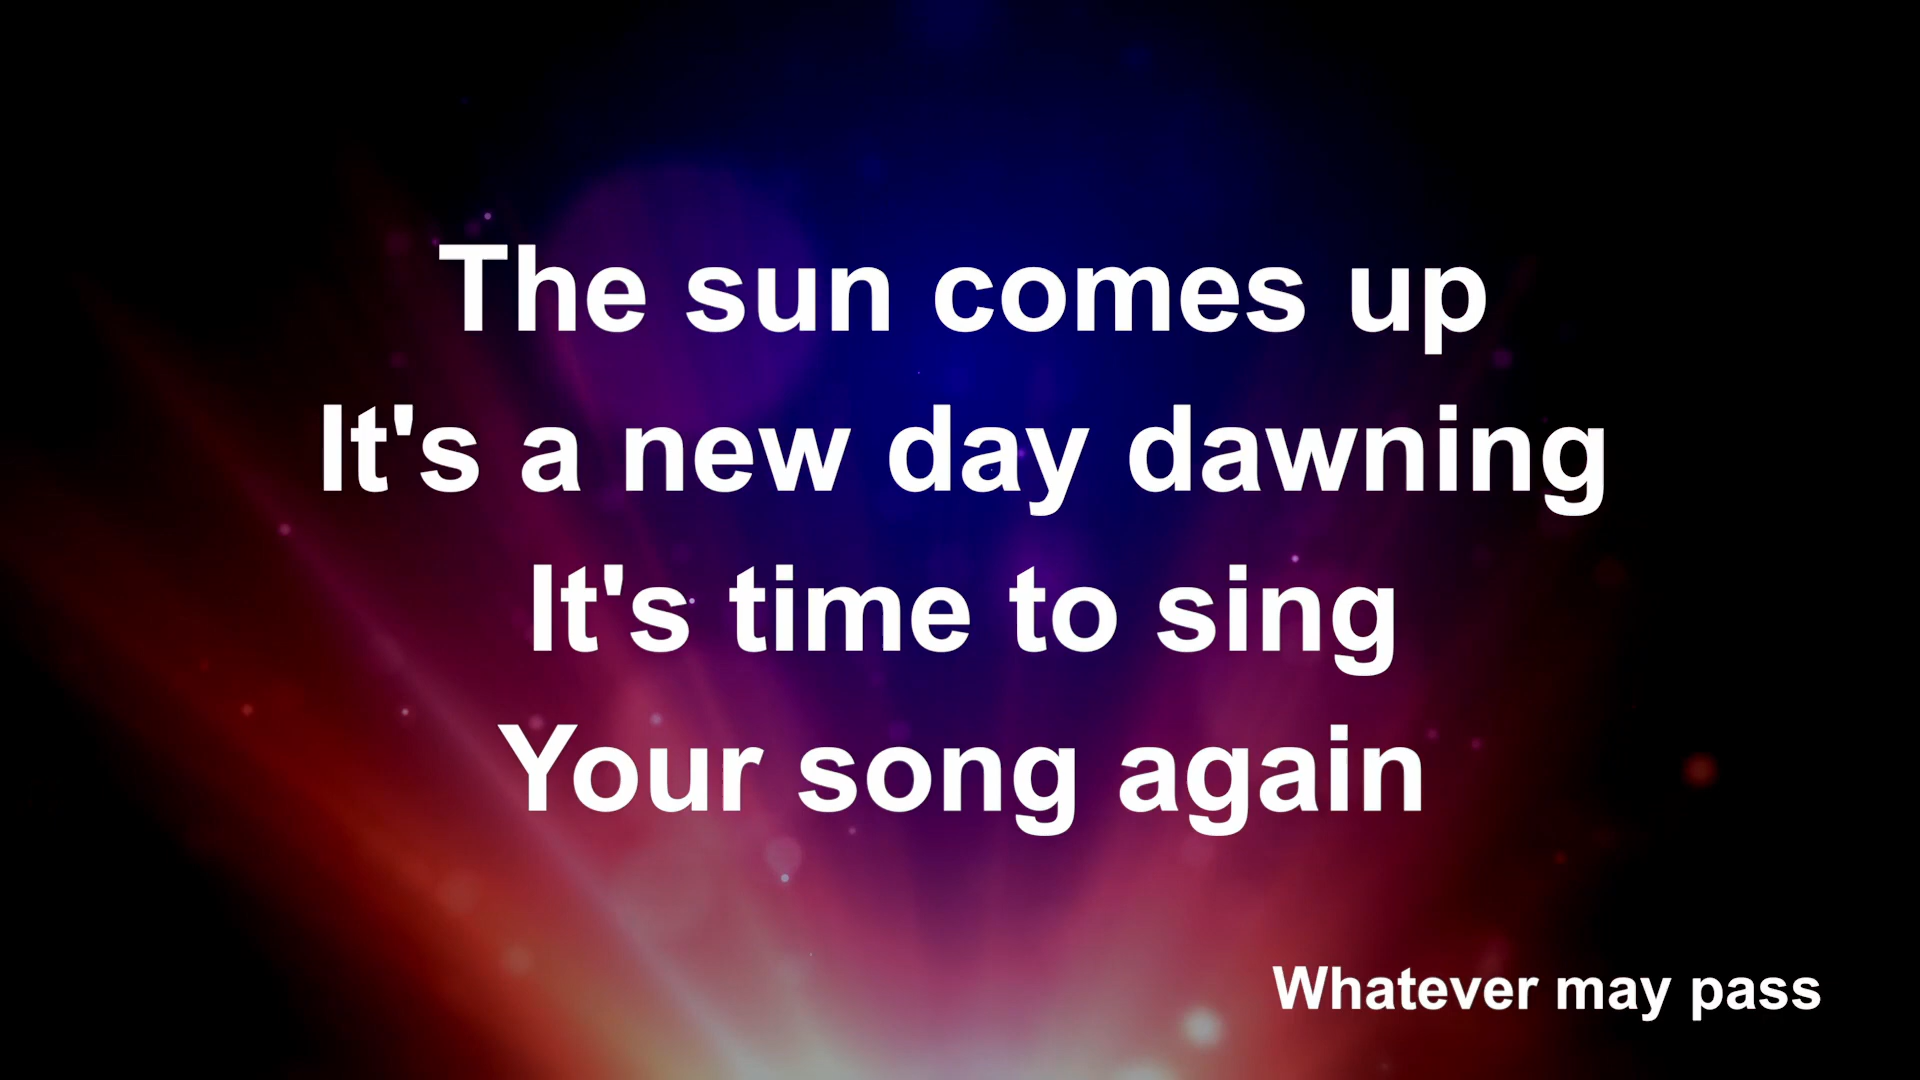 The sun comes up
It's a new day dawning
It's time to sing
Your song again
Whatever may pass